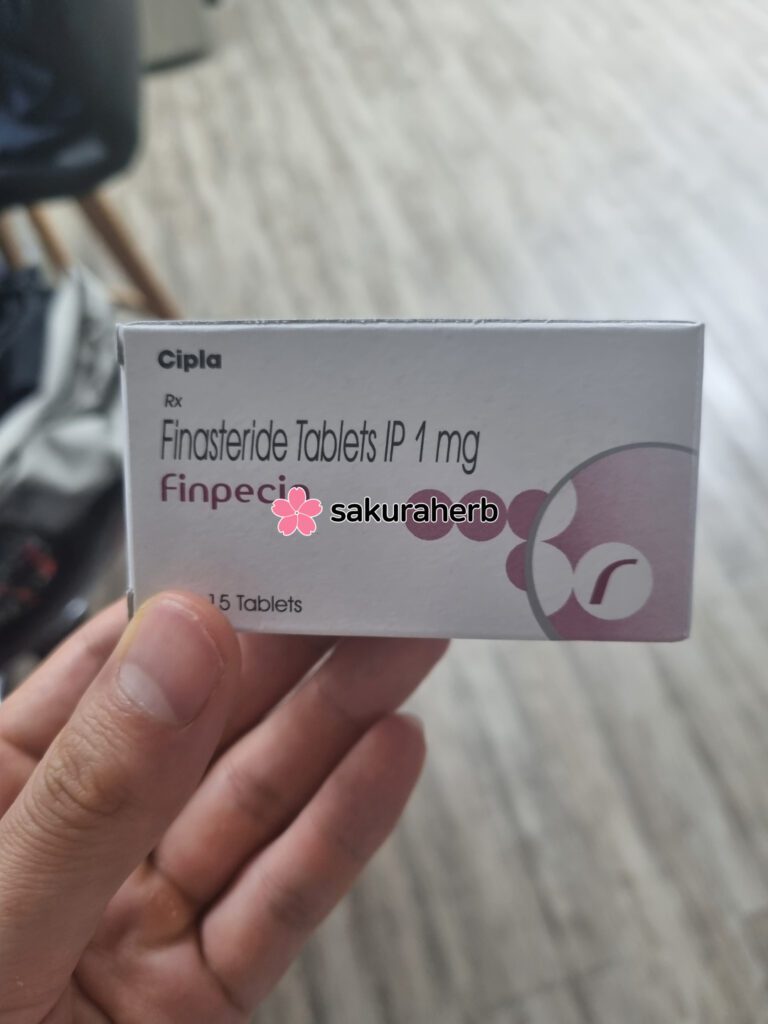 Cipla
Rx
Finasteride Tablets IP 1 mg
sakuraherb
15 Tablets